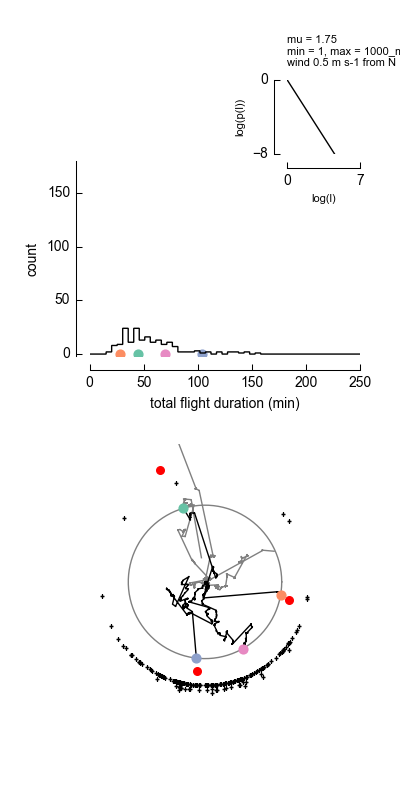 mu = 1.75
min = 1, max = 1000_m
wind 0.5 m s-1 from N
0
log(p(l))
−8
0
7
log(l)
150
100
50
0
count
0
50
100
150
200
250
total flight duration (min)